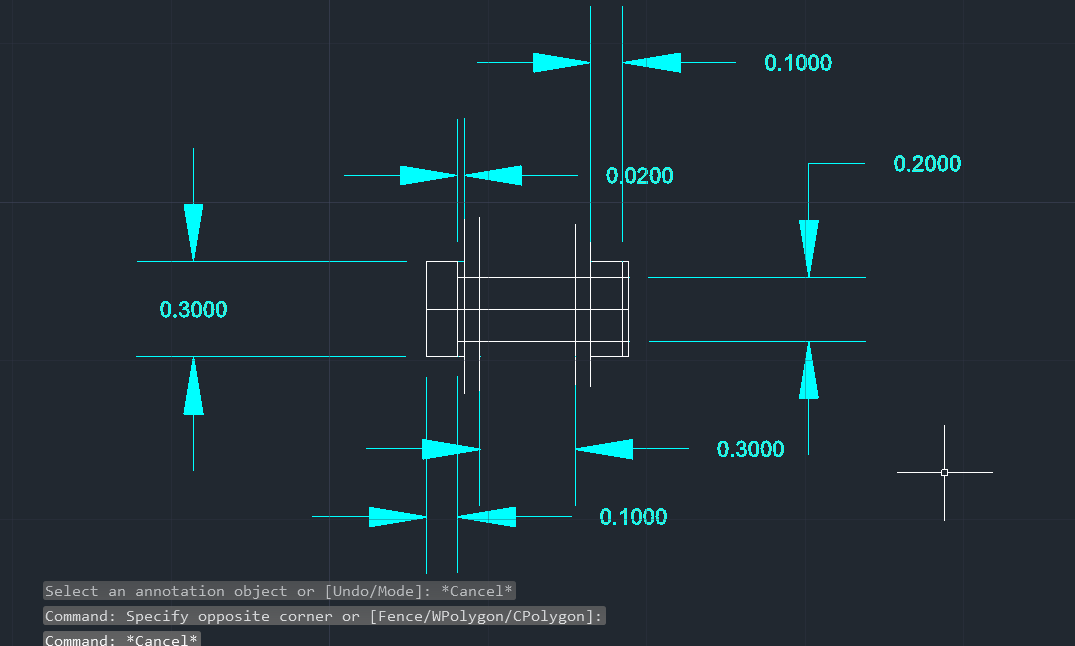 0.1000
0.2000
0.0200
0.3000
0.3000
0.1000
Select an annotation object or [Undo/Mode]: *Cancel*
Command: Specify opposite corner or [Fence/WPolygon/CPolygon]:
Command: *Cancel*